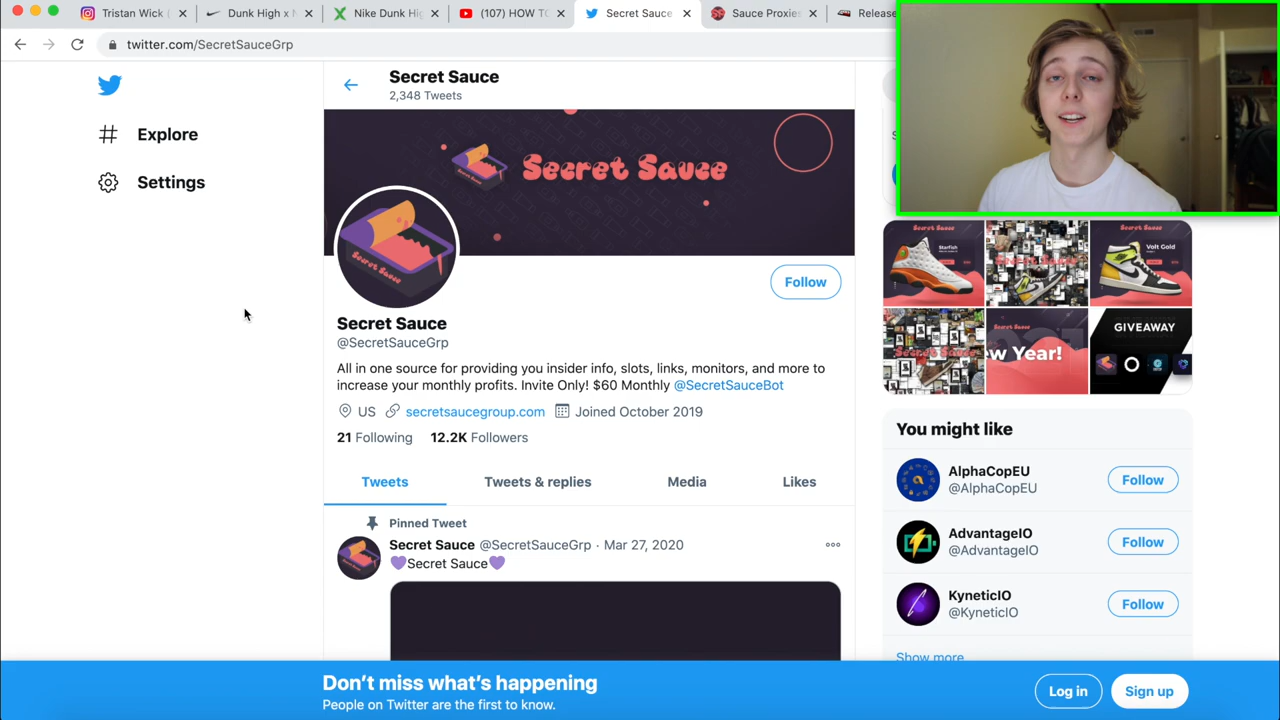 Tristan Wick (
Dunk High x N
Nike Dunk Hig
(107) HOW TO
Secret Sauce
Sauce Proxies
Release
twitter.com/SecretSauceGrp
Secret Sauce
2,348 Tweets
Explore
Settings
Secret Sauce
Follow
Secret Sauce
@SecretSauceGrp
All in one source for providing you insider info, slots, links, monitors, and more to
increase your monthly profits. Invite Only! $60 Monthly @SecretSauceBot
US secretsaucegroup.com Joined October 2019
21 Following 12.2K Followers
Tweets Tweets & replies Media Likes
Pinned Tweet
Secret Sauce @SecretSauceGrp · Mar 27, 2020
💜Secret Sauce💜
Starfish
Volt Gold
w Year!
GIVEAWAY
You might like
AlphaCopEU
@AlphaCopEU
Follow
AdvantageIO
@AdvantageIO
Follow
KyneticIO
@KyneticIO
Follow
Show more
Don't miss what's happening
People on Twitter are the first to know.
Log in
Sign up